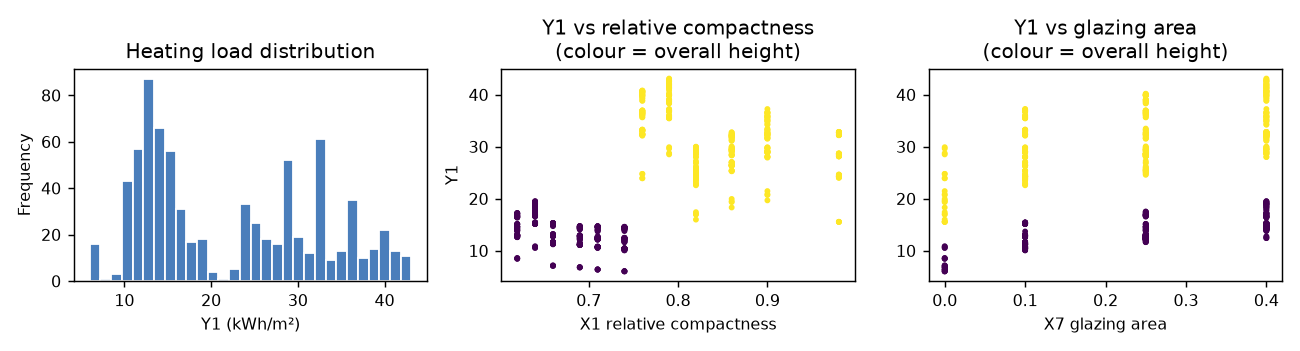 Heating load distribution
Frequency
0
20
40
60
80
10
20
30
40
Y1 (kWh/m²)
Y1 vs relative compactness
(colour = overall height)
Y1
10
20
30
40
0.7
0.8
0.9
X1 relative compactness
Y1 vs glazing area
(colour = overall height)
10
20
30
40
0.0
0.1
0.2
0.3
0.4
X7 glazing area